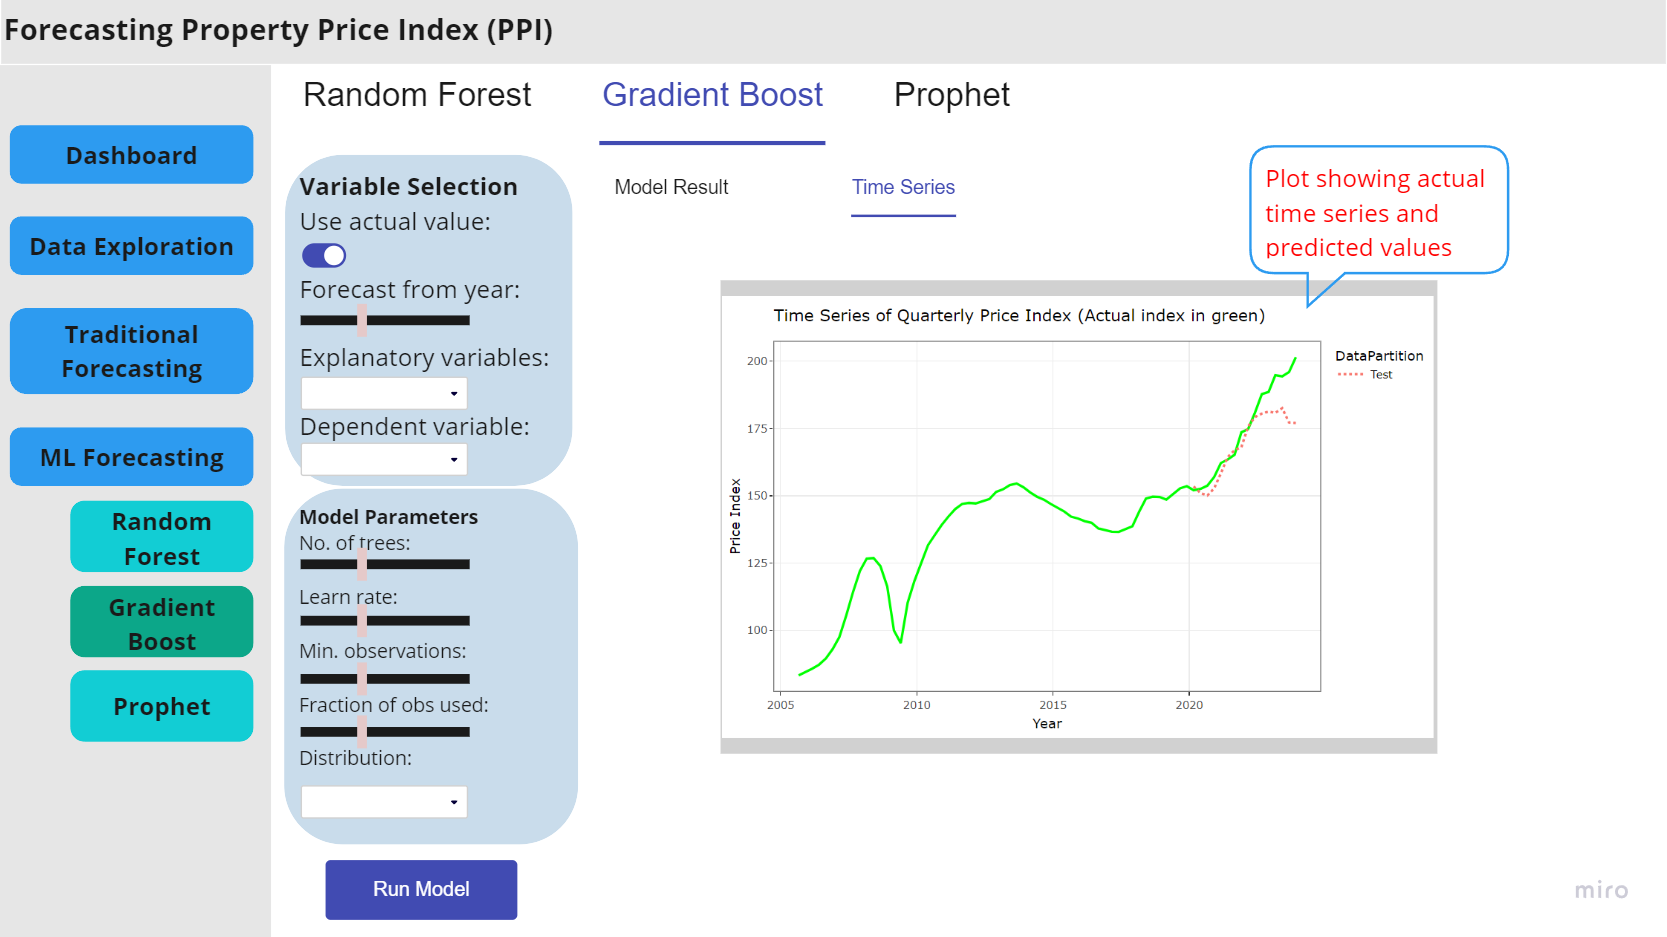 Forecasting Property Price Index (PPI)
Dashboard
Data Exploration
Traditional
Forecasting
ML Forecasting
Random
Forest
Gradient
Boost
Prophet
Random Forest
Gradient Boost
Prophet
Variable Selection
Use actual value:
Forecast from year:
Explanatory variables:
Dependent variable:
Model Parameters
No. of trees:
Learn rate:
Min. observations:
Fraction of obs used:
Distribution:
Run Model
Model Result
Time Series
Plot showing actual
time series and
predicted values
Time Series of Quarterly Price Index (Actual index in green)
DataPartition
Test
Price Index
200
175
150
125
100
2005
2010
2015
2020
Year
miro